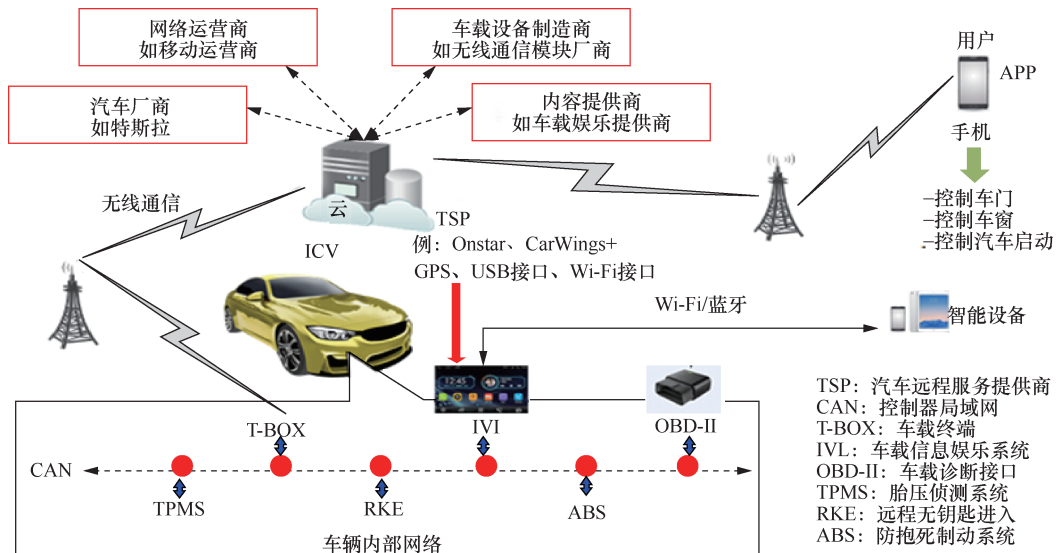 网络运营商
如移动运营商
车载设备制造商
如无线通信模块厂商
汽车厂商
如特斯拉
内容提供商
如车载娱乐提供商
用户
APP
手机
–控制车门
–控制车窗
–控制汽车启动
无线通信
云
TSP
ICV
例：Onstar、CarWings+
GPS、USB接口、Wi-Fi接口
Wi-Fi/蓝牙
智能设备
12:45
T-BOX
IVI
OBD-II
CAN
TPMS
RKE
ABS
车辆内部网络
TSP：汽车远程服务提供商
CAN：控制器局域网
T-BOX：车载终端
IVL：车载信息娱乐系统
OBD-II：车载诊断接口
TPMS：胎压侦测系统
RKE：远程无钥匙进入
ABS：防抱死制动系统